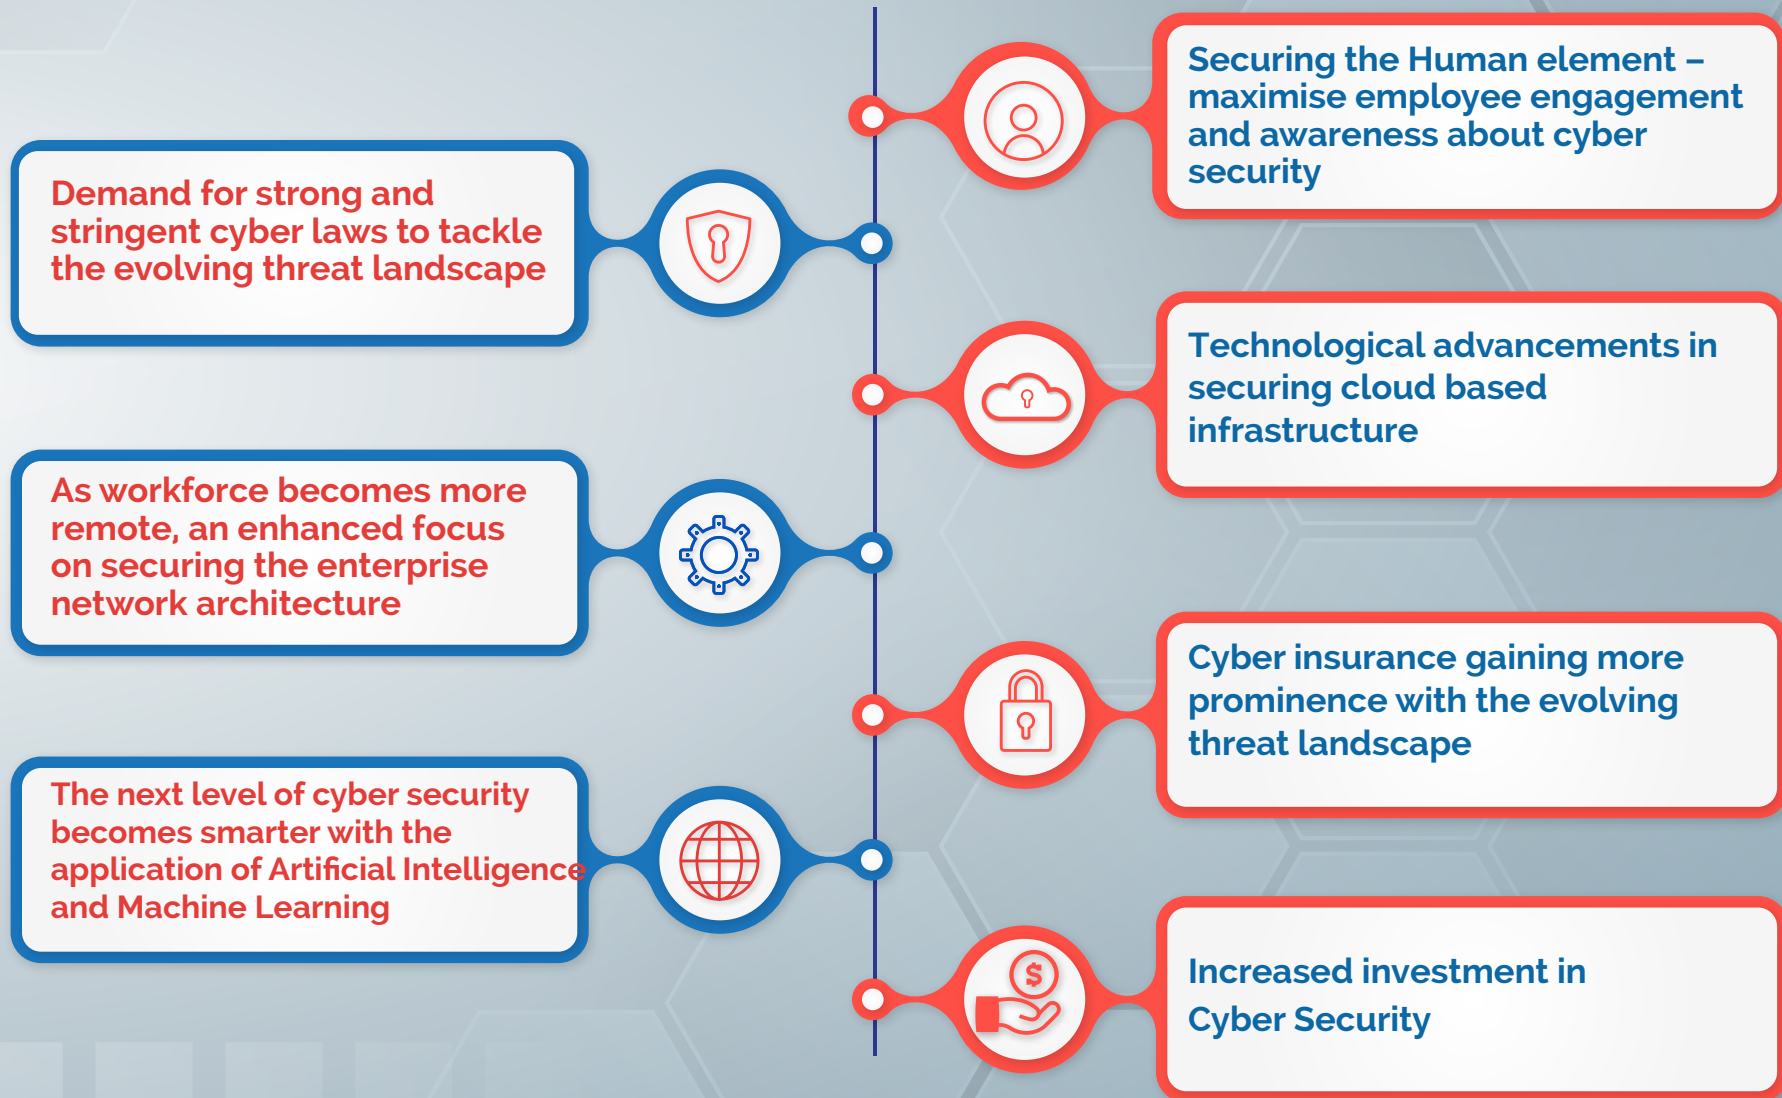 Securing the Human element –
maximise employee engagement
and awareness about cyber
security
Demand for strong and
stringent cyber laws to tackle
the evolving threat landscape
Technological advancements in
securing cloud based
infrastructure
As workforce becomes more
remote, an enhanced focus
on securing the enterprise
network architecture
Cyber insurance gaining more
prominence with the evolving
threat landscape
The next level of cyber security
becomes smarter with the
application of Artificial Intelligence
and Machine Learning
$
Increased investment in
Cyber Security